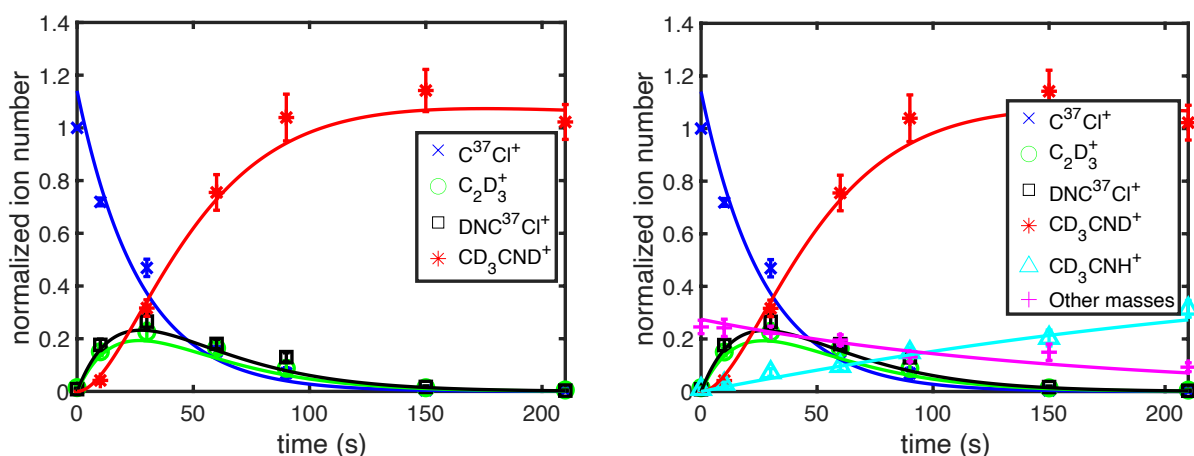 normalized ion number
1.4
1.2
1
0.8
0.6
0.4
0.2
0
0 50 100 150 200
time (s)
C³⁷Cl⁺
C₂D₃⁺
DNC³⁷Cl⁺
CD₃CND⁺
normalized ion number
1.4
1.2
1
0.8
0.6
0.4
0.2
0
0 50 100 150 200
time (s)
C³⁷Cl⁺
C₂D₃⁺
DNC³⁷Cl⁺
CD₃CND⁺
CD₃CNH⁺
Other masses